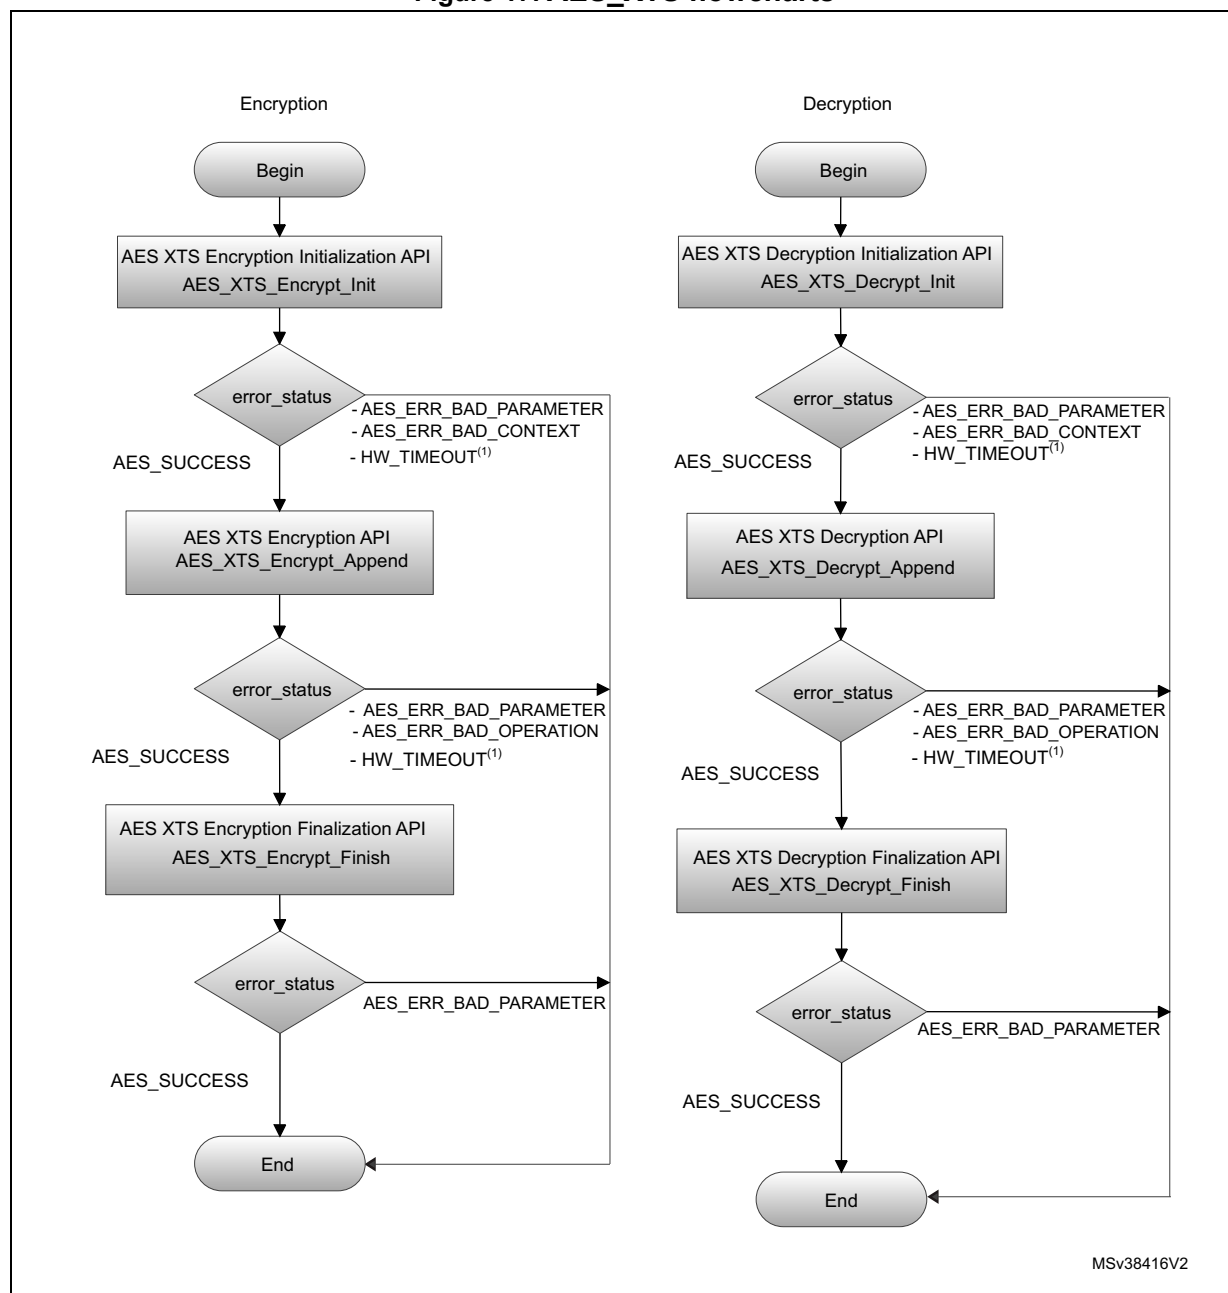 AES_XTS flowcharts
Encryption
Begin
AES XTS Encryption Initialization API
AES_XTS_Encrypt_Init
error_status
- AES_ERR_BAD_PARAMETER
- AES_ERR_BAD_CONTEXT
- HW_TIMEOUT(1)
AES_SUCCESS
AES XTS Encryption API
AES_XTS_Encrypt_Append
error_status
- AES_ERR_BAD_PARAMETER
- AES_ERR_BAD_OPERATION
- HW_TIMEOUT(1)
AES_SUCCESS
AES XTS Encryption Finalization API
AES_XTS_Encrypt_Finish
error_status
AES_ERR_BAD_PARAMETER
AES_SUCCESS
End
Decryption
Begin
AES XTS Decryption Initialization API
AES_XTS_Decrypt_Init
error_status
- AES_ERR_BAD_PARAMETER
- AES_ERR_BAD_CONTEXT
- HW_TIMEOUT(1)
AES_SUCCESS
AES XTS Decryption API
AES_XTS_Decrypt_Append
error_status
- AES_ERR_BAD_PARAMETER
- AES_ERR_BAD_OPERATION
- HW_TIMEOUT(1)
AES_SUCCESS
AES XTS Decryption Finalization API
AES_XTS_Decrypt_Finish
error_status
AES_ERR_BAD_PARAMETER
AES_SUCCESS
End
MSv38416V2